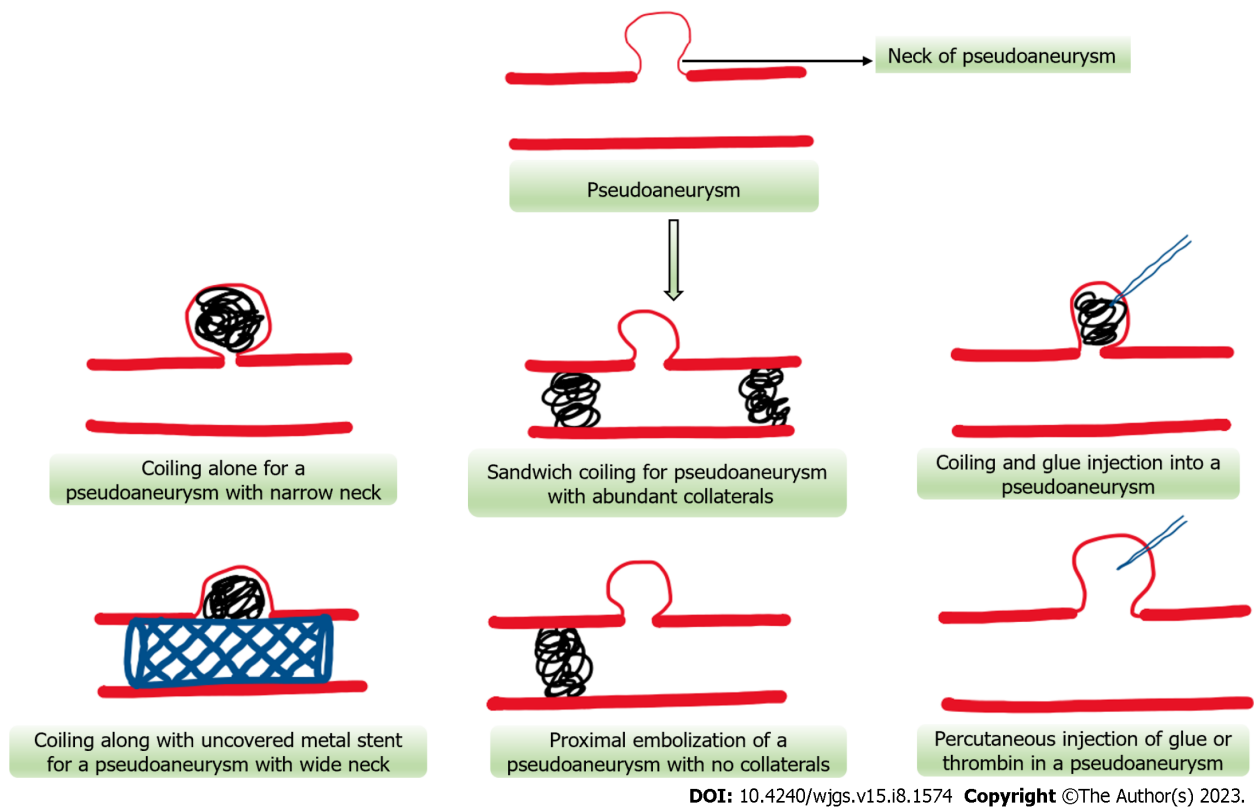 Neck of pseudoaneurysm
Pseudoaneurysm
Coiling alone for a
pseudoaneurysm with narrow neck
Sandwich coiling for pseudoaneurysm
with abundant collaterals
Coiling and glue injection into a
pseudoaneurysm
Coiling along with uncovered metal stent
for a pseudoaneurysm with wide neck
Proximal embolization of a
pseudoaneurysm with no collaterals
Percutaneous injection of glue or
thrombin in a pseudoaneurysm
DOI: 10.4240/wjgs.v15.i8.1574 Copyright ©The Author(s) 2023.